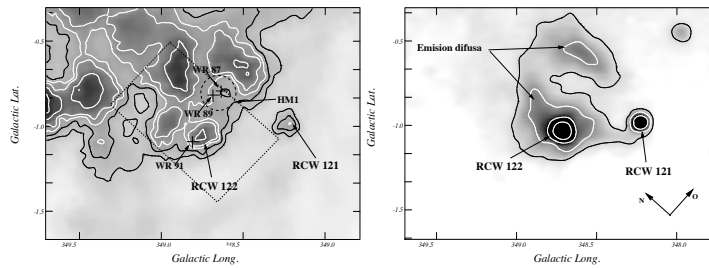 -0.5
-1.0
-1.5
Galactic Lat.
WR 87
HM1
WR 89
WR 91
RCW 122
RCW 121
349.5
349.0
348.5
349.0
Galactic Long.
-0.5
-1.0
-1.5
Galactic Lat.
Emision difusa
RCW 122
RCW 121
N
O
349.5
349.0
348.5
348.0
Galactic Long.